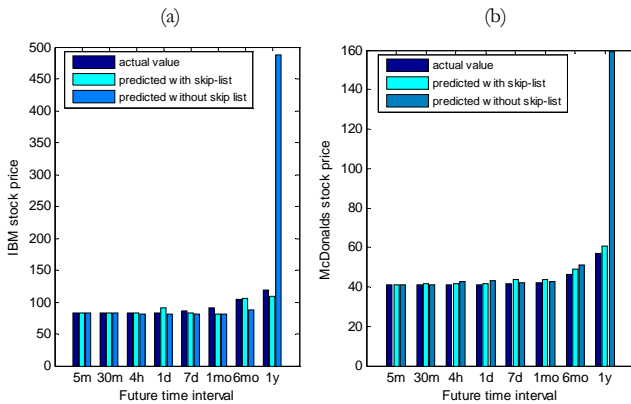 (a)
500
450
400
350
300
250
200
150
100
50
0
actual value
predicted with skip-list
predicted without skip list
IBM stock price
5m 30m 4h 1d 7d 1mo 6mo 1y
Future time interval
(b)
160
140
120
100
80
60
40
20
0
actual value
predicted with skip-list
predicted without skip-list
McDonalds stock price
5m 30m 4h 1d 7d 1mo 6mo 1y
Future time interval